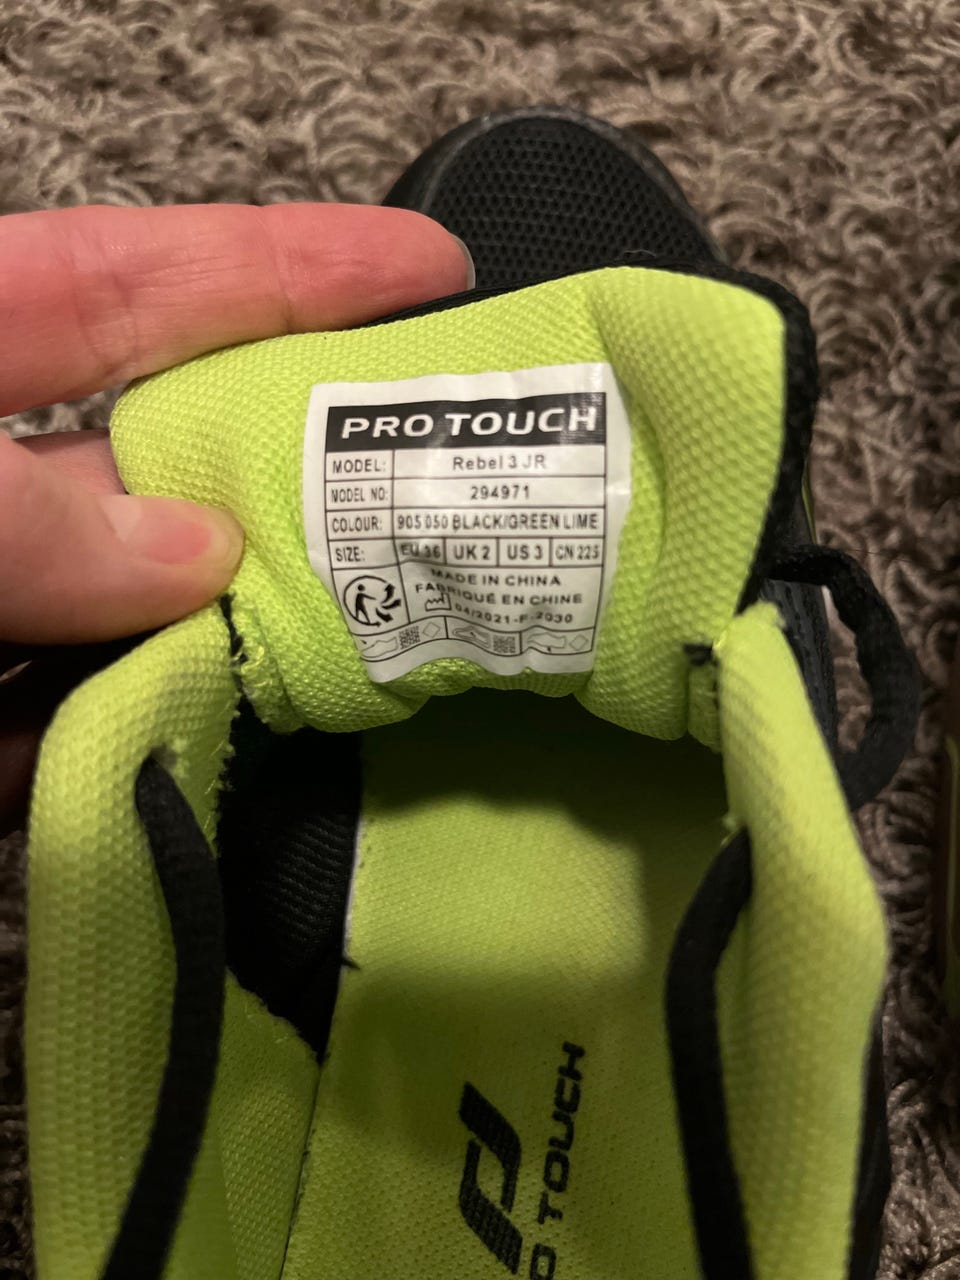 PRO TOUCH
MODEL: Rebel 3 JR
MODEL NO: 294971
COLOUR: 905 050 BLACK/GREEN LIME
SIZE: EU 36 UK 2 US 3 CN 225
MADE IN CHINA
FABRIQUÉ EN CHINE
04/2021-F-2030
O TOUCH